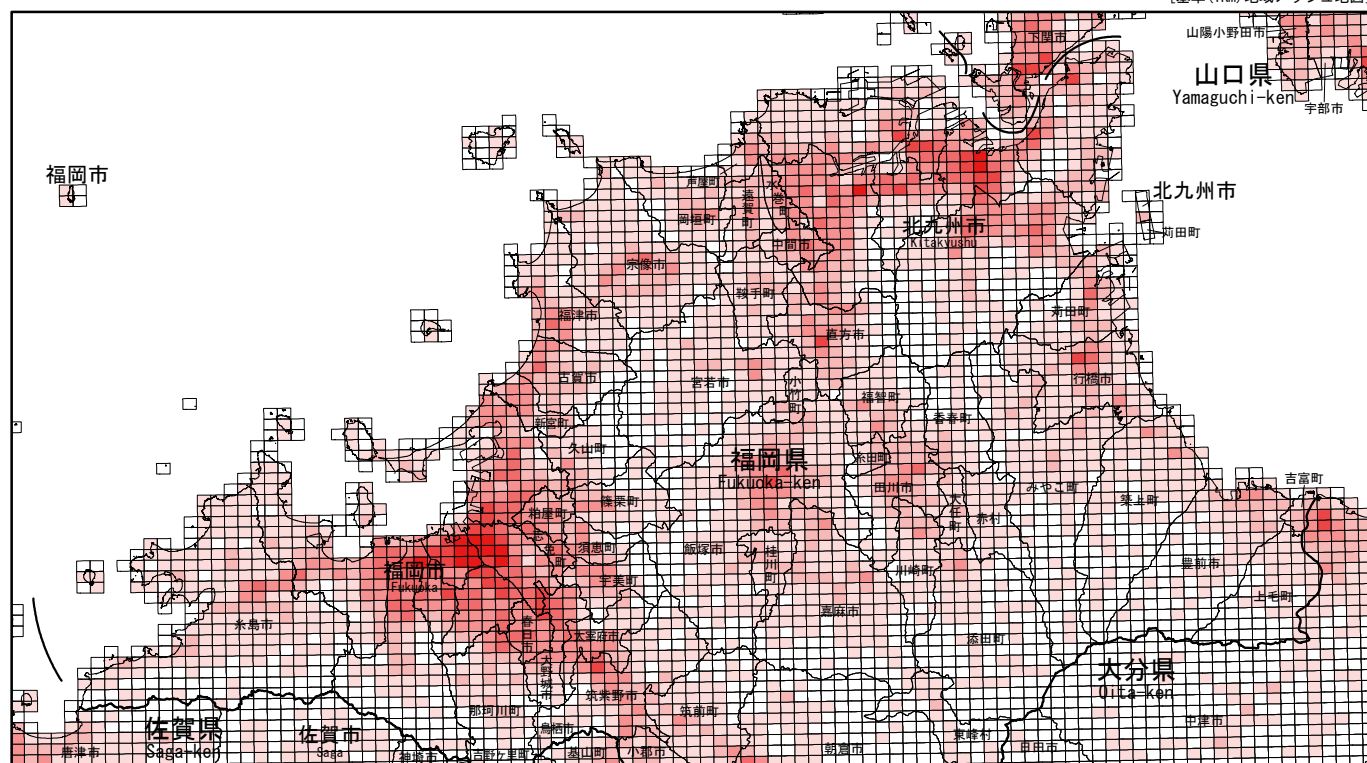 下関市
山陽小野田市
山口県
Yamaguchi-ken
宇部市
福岡市
芦屋町
水巻町
遠賀町
岡垣町
北九州市
北九州市
Kitakyushu
苅田町
中間市
宗像市
鞍手町
福津市
苅田町
直方市
古賀市
宮若市
小竹町
行橋市
福智町
新宮町
香春町
久山町
福岡県
Fukuoka-ken
糸田町
吉富町
田川市
みやこ町
篠栗町
大任町
築上町
粕屋町
赤村
志免町
須恵町
飯塚市
桂川町
豊前市
福岡市
Fukuoka
川崎町
宇美町
上毛町
糸島市
嘉麻市
春日市
太宰府市
添田町
大野城市
大分県
Oita-ken
筑紫野市
那珂川町
筑前町
中津市
佐賀県
Saga-ken
佐賀市
Saga
鳥栖市
東峰村
唐津市
神埼市
吉野ヶ里町
基山町
小郡市
朝倉市
日田市